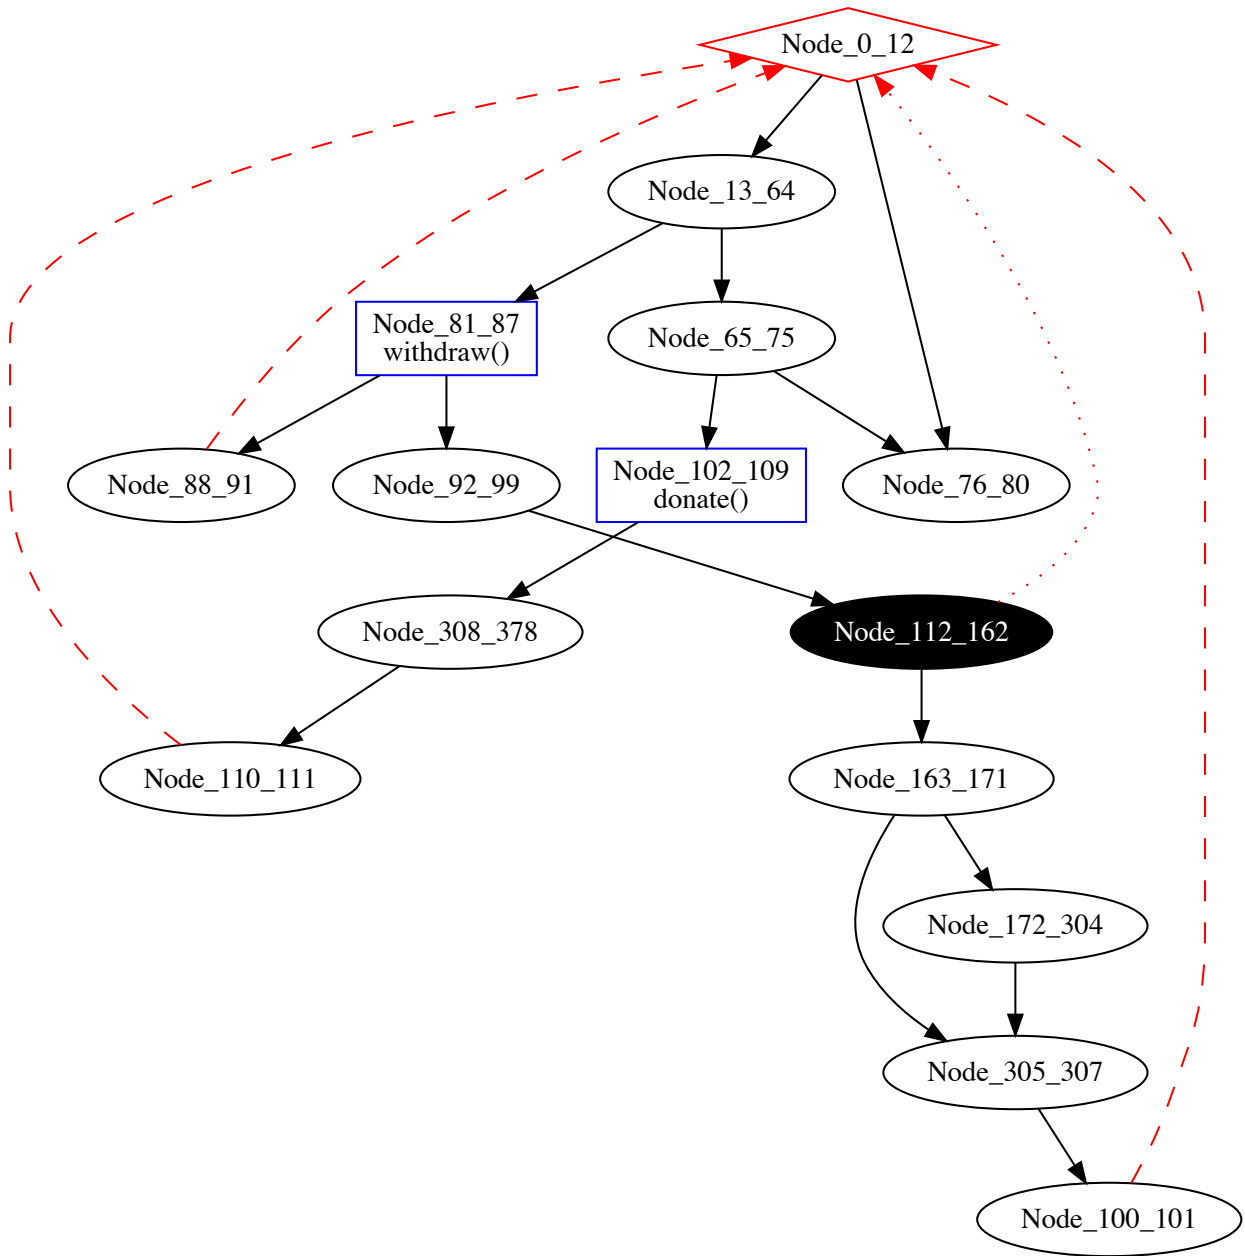 Node_0_12
Node_13_64
Node_81_87
withdraw()
Node_65_75
Node_88_91
Node_92_99
Node_102_109
donate()
Node_76_80
Node_308_378
Node_112_162
Node_110_111
Node_163_171
Node_172_304
Node_305_307
Node_100_101